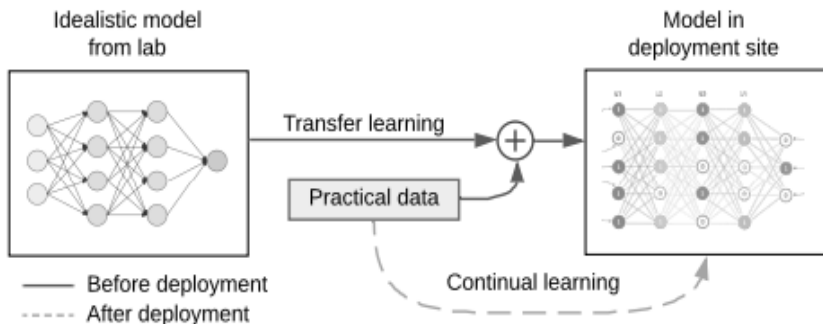 Idealistic model
from lab
Model in
deployment site
Transfer learning
Practical data
Continual learning
Before deployment
After deployment